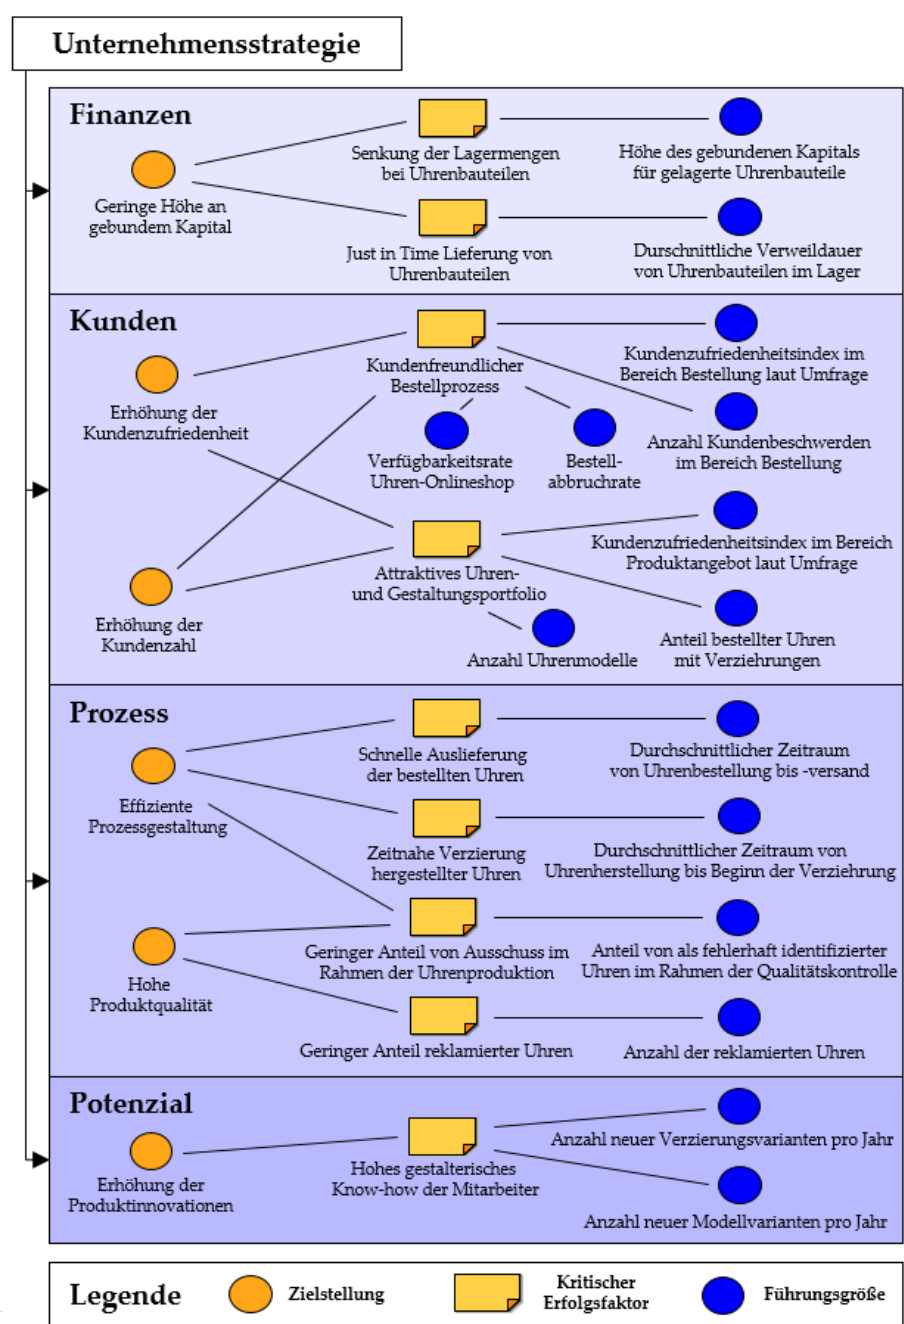 Unternehmensstrategie
Finanzen
Senkung der Lagermengen
bei Uhrenbauteilen
Höhe des gebundenen Kapitals
für gelagerte Uhrenbauteile
Geringe Höhe an
gebundem Kapital
Just in Time Lieferung von
Uhrenbauteilen
Durschnittliche Verweildauer
von Uhrenbauteilen im Lager
Kunden
Kundenfreundlicher
Bestellprozess
Kundenzufriedenheitsindex im
Bereich Bestellung laut Umfrage
Erhöhung der
Kundenzufriedenheit
Verfügbarkeitsrate
Uhren-Onlineshop
Bestell-
abbruchrate
Anzahl Kundenbeschwerden
im Bereich Bestellung
Attraktives Uhren-
und Gestaltungsportfolio
Kundenzufriedenheitsindex im Bereich
Produktangebot laut Umfrage
Erhöhung der
Kundenzahl
Anzahl Uhrenmodelle
Anteil bestellter Uhren
mit Verziehrungen
Prozess
Schnelle Auslieferung
der bestellten Uhren
Durchschnittlicher Zeitraum
von Uhrenbestellung bis -versand
Effiziente
Prozessgestaltung
Zeitnahe Verzierung
hergestellter Uhren
Durchschnittlicher Zeitraum von
Uhrenherstellung bis Beginn der Verziehrung
Geringer Anteil von Ausschuss im
Rahmen der Uhrenproduktion
Anteil von als fehlerhaft identifizierter
Uhren im Rahmen der Qualitätskontrolle
Hohe
Produktqualität
Geringer Anteil reklamierter Uhren
Anzahl der reklamierten Uhren
Potenzial
Anzahl neuer Verzierungsvarianten pro Jahr
Erhöhung der
Produktinnovationen
Hohes gestalterisches
Know-how der Mitarbeiter
Anzahl neuer Modellvarianten pro Jahr
Legende
Zielstellung
Kritischer
Erfolgsfaktor
Führungsgröße